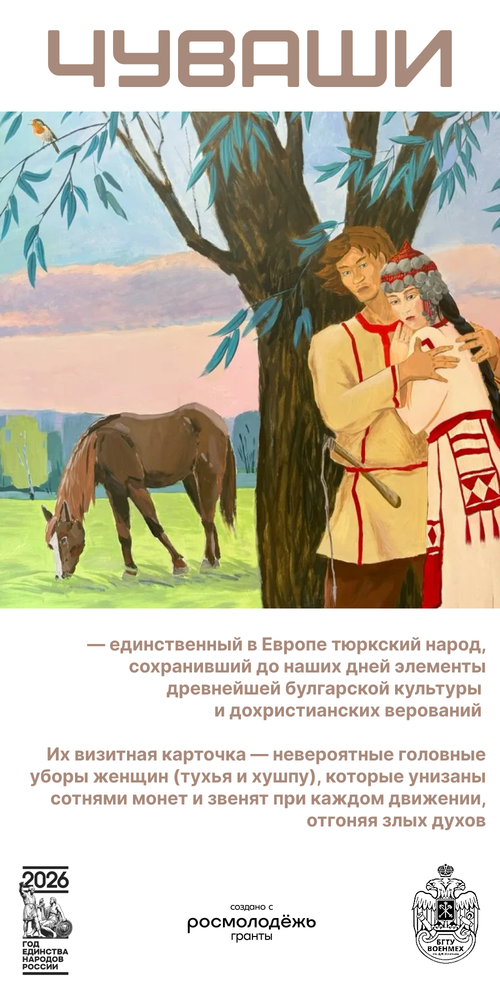 ЧУВАШИ
— единственный в Европе тюркский народ,
сохранивший до наших дней элементы
древнейшей булгарской культуры
и дохристианских верований
Их визитная карточка — невероятные головные
уборы женщин (тухья и хушпу), которые унизаны
сотнями монет и звенят при каждом движении,
отгоняя злых духов
2026
ГОД
ЕДИНСТВА
НАРОДОВ
РОССИИ
создано с
росмолодёжь
гранты
БГТУ
ВОЕНМЕХ
им. Д.Ф. Устинова